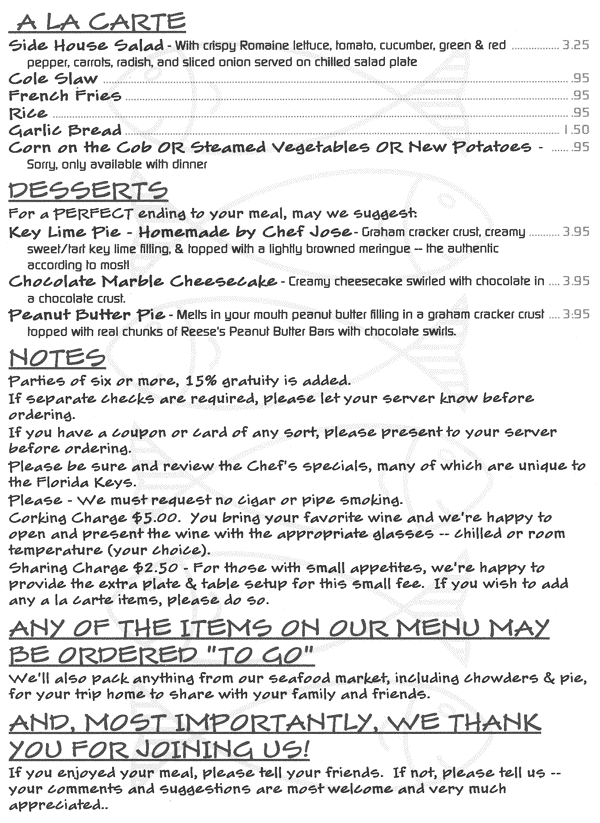 A LA CARTE
Side House Salad - With crispy Romaine lettuce, tomato, cucumber, green & red ................ 3.25
pepper, carrots, radish, and sliced onion served on chilled salad plate
Cole Slaw .................... .95
French Fries .................... .95
Rice .................... .95
Garlic Bread .................... 1.50
Corn on the Cob OR Steamed Vegetables OR New Potatoes - ...... .95
Sorry, only available with dinner
DESSERTS
For a PERFECT ending to your meal, may we suggest:
Key Lime Pie - Homemade by Chef Jose - Graham cracker crust, creamy .......... 3.95
sweet/tart key lime filling, & topped with a lightly browned meringue -- the authentic
according to most!
Chocolate Marble Cheesecake - Creamy cheesecake swirled with chocolate in .... 3.95
a chocolate crust.
Peanut Butter Pie - Melts in your mouth peanut butter filling in a graham cracker crust .... 3:95
topped with real chunks of Reese's Peanut Butter Bars with chocolate swirls.
NOTES
Parties of six or more, 15% gratuity is added.
If separate checks are required, please let your server know before
ordering.
If you have a coupon or card of any sort, please present to your server
before ordering.
Please be sure and review the Chef's specials, many of which are unique to
the Florida Keys.
Please - We must request no cigar or pipe smoking.
Corking Charge $5.00. You bring your favorite wine and we're happy to
open and present the wine with the appropriate glasses -- chilled or room
temperature (your choice).
Sharing Charge $2.50 - For those with small appetites, we're happy to
provide the extra plate & table setup for this small fee. If you wish to add
any a la carte items, please do so.
ANY OF THE ITEMS ON OUR MENU MAY
BE ORDERED "TO GO"
We'll also pack anything from our seafood market, including chowders & pie,
for your trip home to share with your family and friends.
AND, MOST IMPORTANTLY, WE THANK
YOU FOR JOINING US!
If you enjoyed your meal, please tell your friends. If not, please tell us --
your comments and suggestions are most welcome and very much
appreciated..